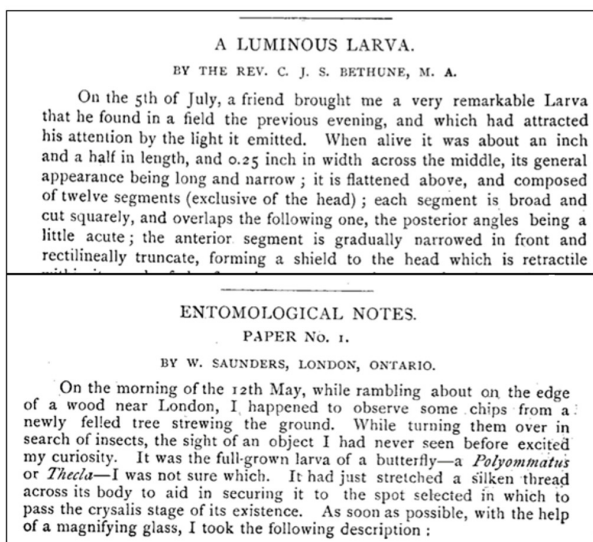 A LUMINOUS LARVA.
BY THE REV. C. J. S. BETHUNE, M. A.
On the 5th of July, a friend brought me a very remarkable Larva
that he found in a field the previous evening, and which had attracted
his attention by the light it emitted. When alive it was about an inch
and a half in length, and 0.25 inch in width across the middle, its general
appearance being long and narrow ; it is flattened above, and composed
of twelve segments (exclusive of the head) ; each segment is broad and
cut squarely, and overlaps the following one, the posterior angles being a
little acute ; the anterior segment is gradually narrowed in front and
rectilineally truncate, forming a shield to the head which is retractile
ENTOMOLOGICAL NOTES.
PAPER No. 1.
BY W. SAUNDERS, LONDON, ONTARIO.
On the morning of the 12th May, while rambling about on the edge
of a wood near London, I happened to observe some chips from a
newly felled tree strewing the ground. While turning them over in
search of insects, the sight of an object I had never seen before excited
my curiosity. It was the full-grown larva of a butterfly—a Polyommatus
or Thecla—I was not sure which. It had just stretched a silken thread
across its body to aid in securing it to the spot selected in which to
pass the crysalis stage of its existence. As soon as possible, with the help
of a magnifying glass, I took the following description :